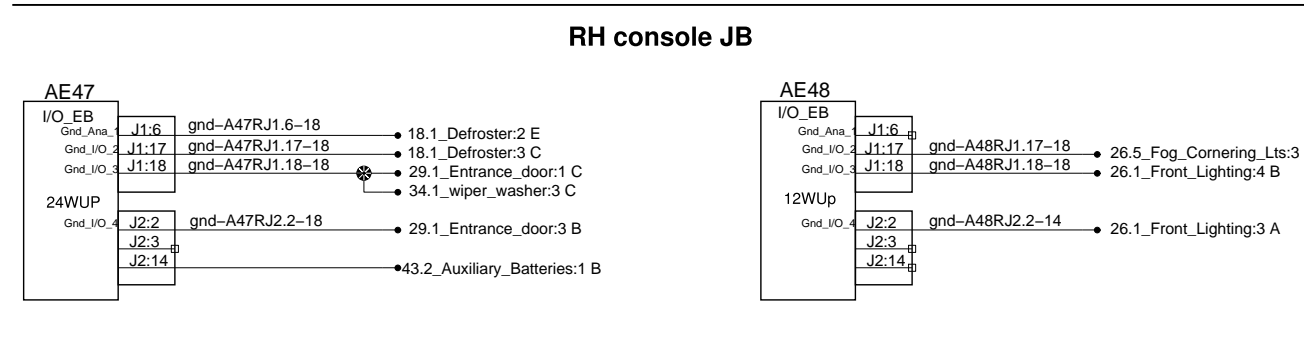 RH console JB
AE47
I/O_EB
Gnd_Ana_1 J1:6 gnd–A47RJ1.6–18 18.1_Defroster:2 E
Gnd_I/O_2 J1:17 gnd–A47RJ1.17–18 18.1_Defroster:3 C
Gnd_I/O_3 J1:18 gnd–A47RJ1.18–18 29.1_Entrance_door:1 C
34.1_wiper_washer:3 C
24WUP
Gnd_I/O_4 J2:2 gnd–A47RJ2.2–18 29.1_Entrance_door:3 B
J2:3
J2:14 43.2_Auxiliary_Batteries:1 B
AE48
I/O_EB
Gnd_Ana_1 J1:6
Gnd_I/O_2 J1:17 gnd–A48RJ1.17–18 26.5_Fog_Cornering_Lts:3
Gnd_I/O_3 J1:18 gnd–A48RJ1.18–18 26.1_Front_Lighting:4 B
12WUp
Gnd_I/O_4 J2:2 gnd–A48RJ2.2–14 26.1_Front_Lighting:3 A
J2:3
J2:14